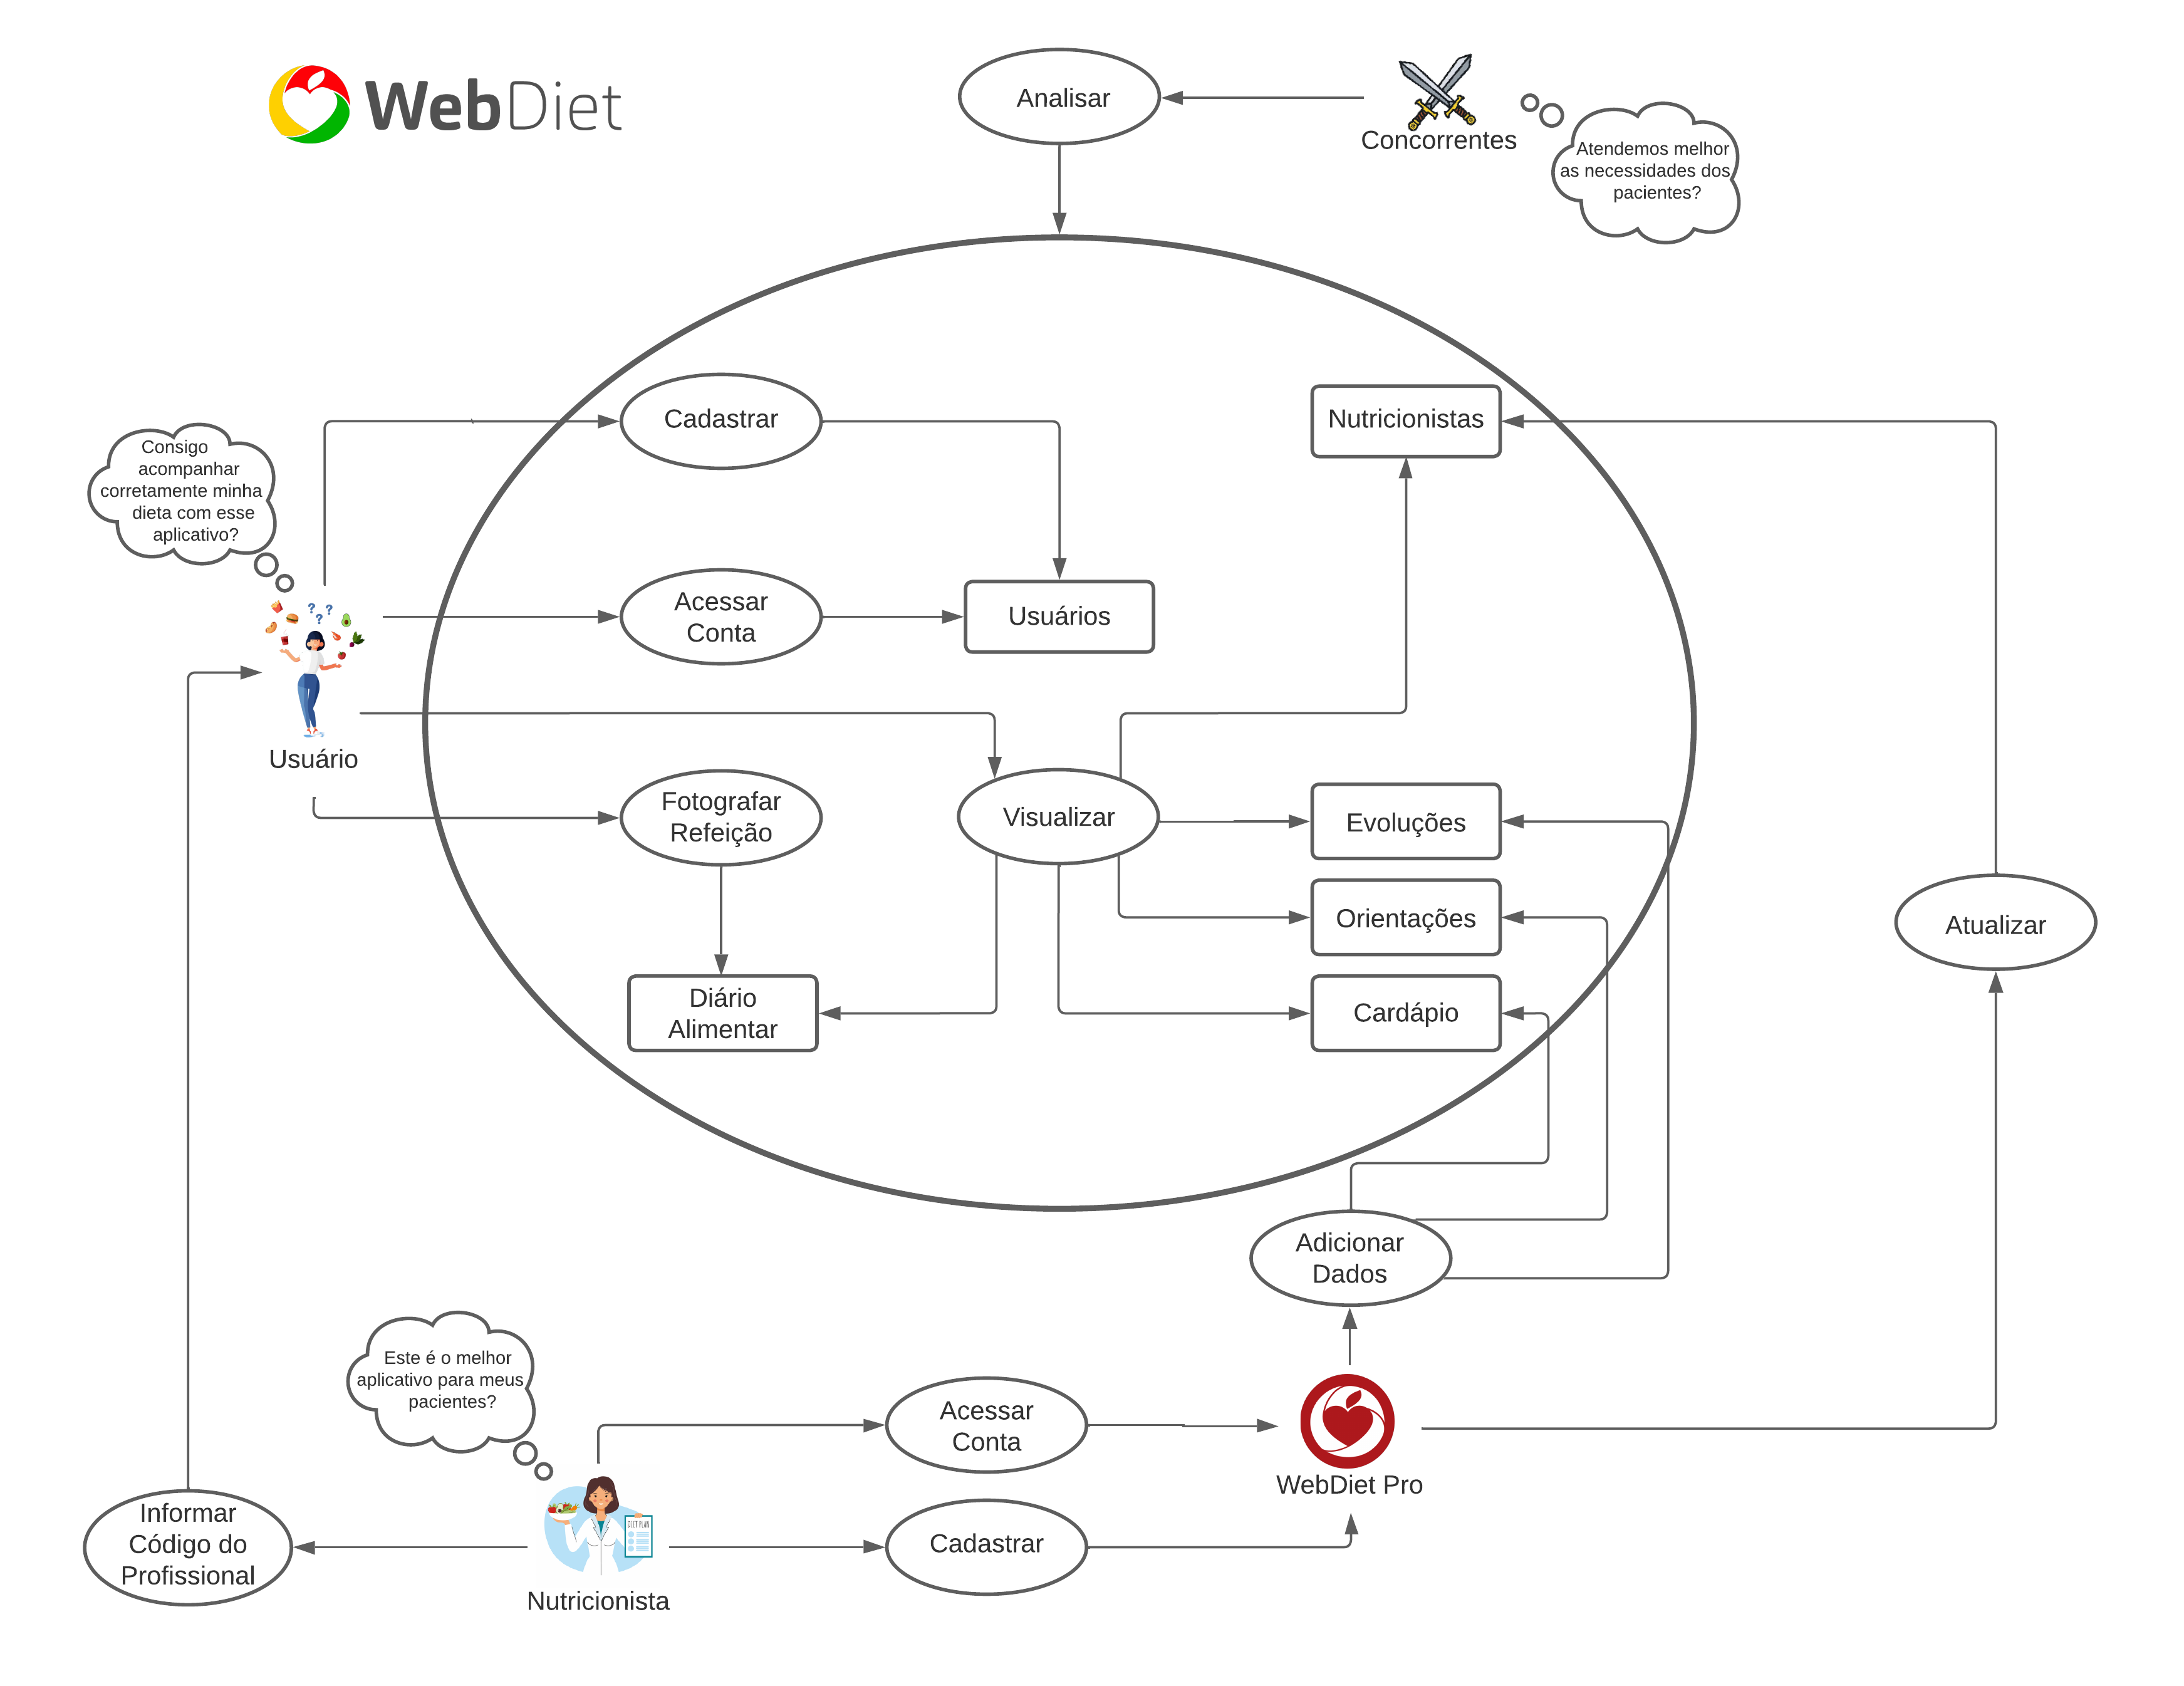 WebDiet
Analisar
Concorrentes
Atendemos melhor
as necessidades dos
pacientes?
Cadastrar
Nutricionistas
Consigo
acompanhar
corretamente minha
dieta com esse
aplicativo?
Acessar
Conta
Usuários
? ?
?
Usuário
Fotografar
Refeição
Visualizar
Evoluções
Orientações
Atualizar
Diário
Alimentar
Cardápio
Adicionar
Dados
Este é o melhor
aplicativo para meus
pacientes?
Acessar
Conta
WebDiet Pro
Informar
Código do
Profissional
DIET PLAN
Cadastrar
Nutricionista